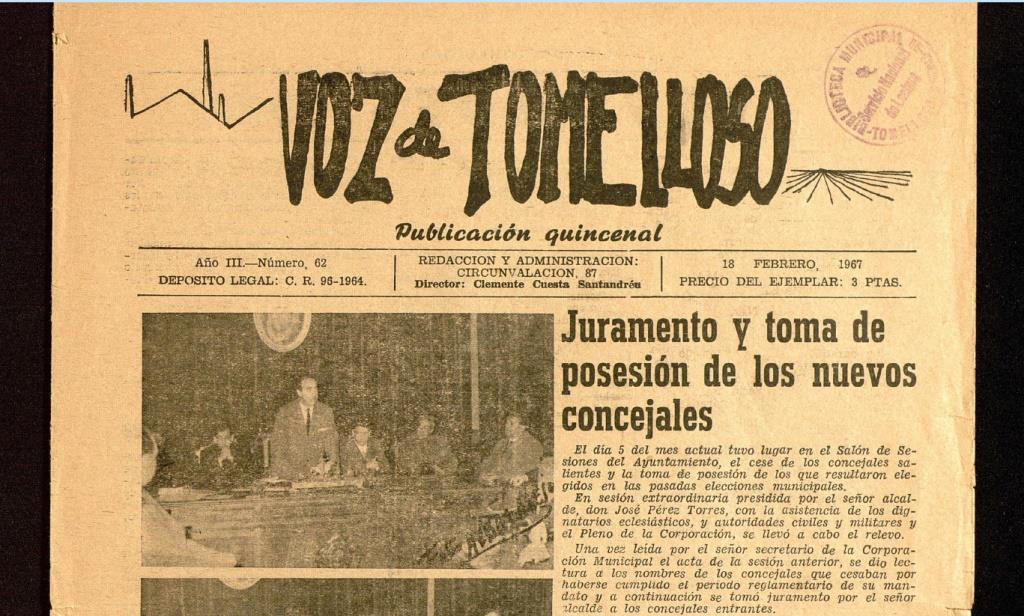 VOZ de TOMELLOSO
BIBLIOTECA MUNICIPAL
Publicación quincenal
Año III.—Número, 62
DEPOSITO LEGAL: C. R. 96-1964.
REDACCION Y ADMINISTRACION:
CIRCUNVALACION, 87
Director: Clemente Cuesta Santandréu
18 FEBRERO, 1967
PRECIO DEL EJEMPLAR: 3 PTAS.
Juramento y toma de
posesión de los nuevos
concejales
El día 5 del mes actual tuvo lugar en el Salón de Se-
siones del Ayuntamiento, el cese de los concejales sa-
lientes y la toma de posesión de los que resultaron ele-
gidos en las pasadas elecciones municipales.
En sesión extraordinaria presidida por el señor alcal-
de, don José Pérez Torres, con la asistencia de los dig-
natarios eclesiásticos, y autoridades civiles y militares y
el Pleno de la Corporación, se llevó a cabo el relevo.
Una vez leída por el señor secretario de la Corpora-
ción Municipal el acta de la sesión anterior, se dio lec-
tura a los nombres de los concejales que cesaban por
haberse cumplido el periodo reglamentario de su man-
dato y a continuación se tomó juramento por el señor
alcalde a los concejales entrantes.